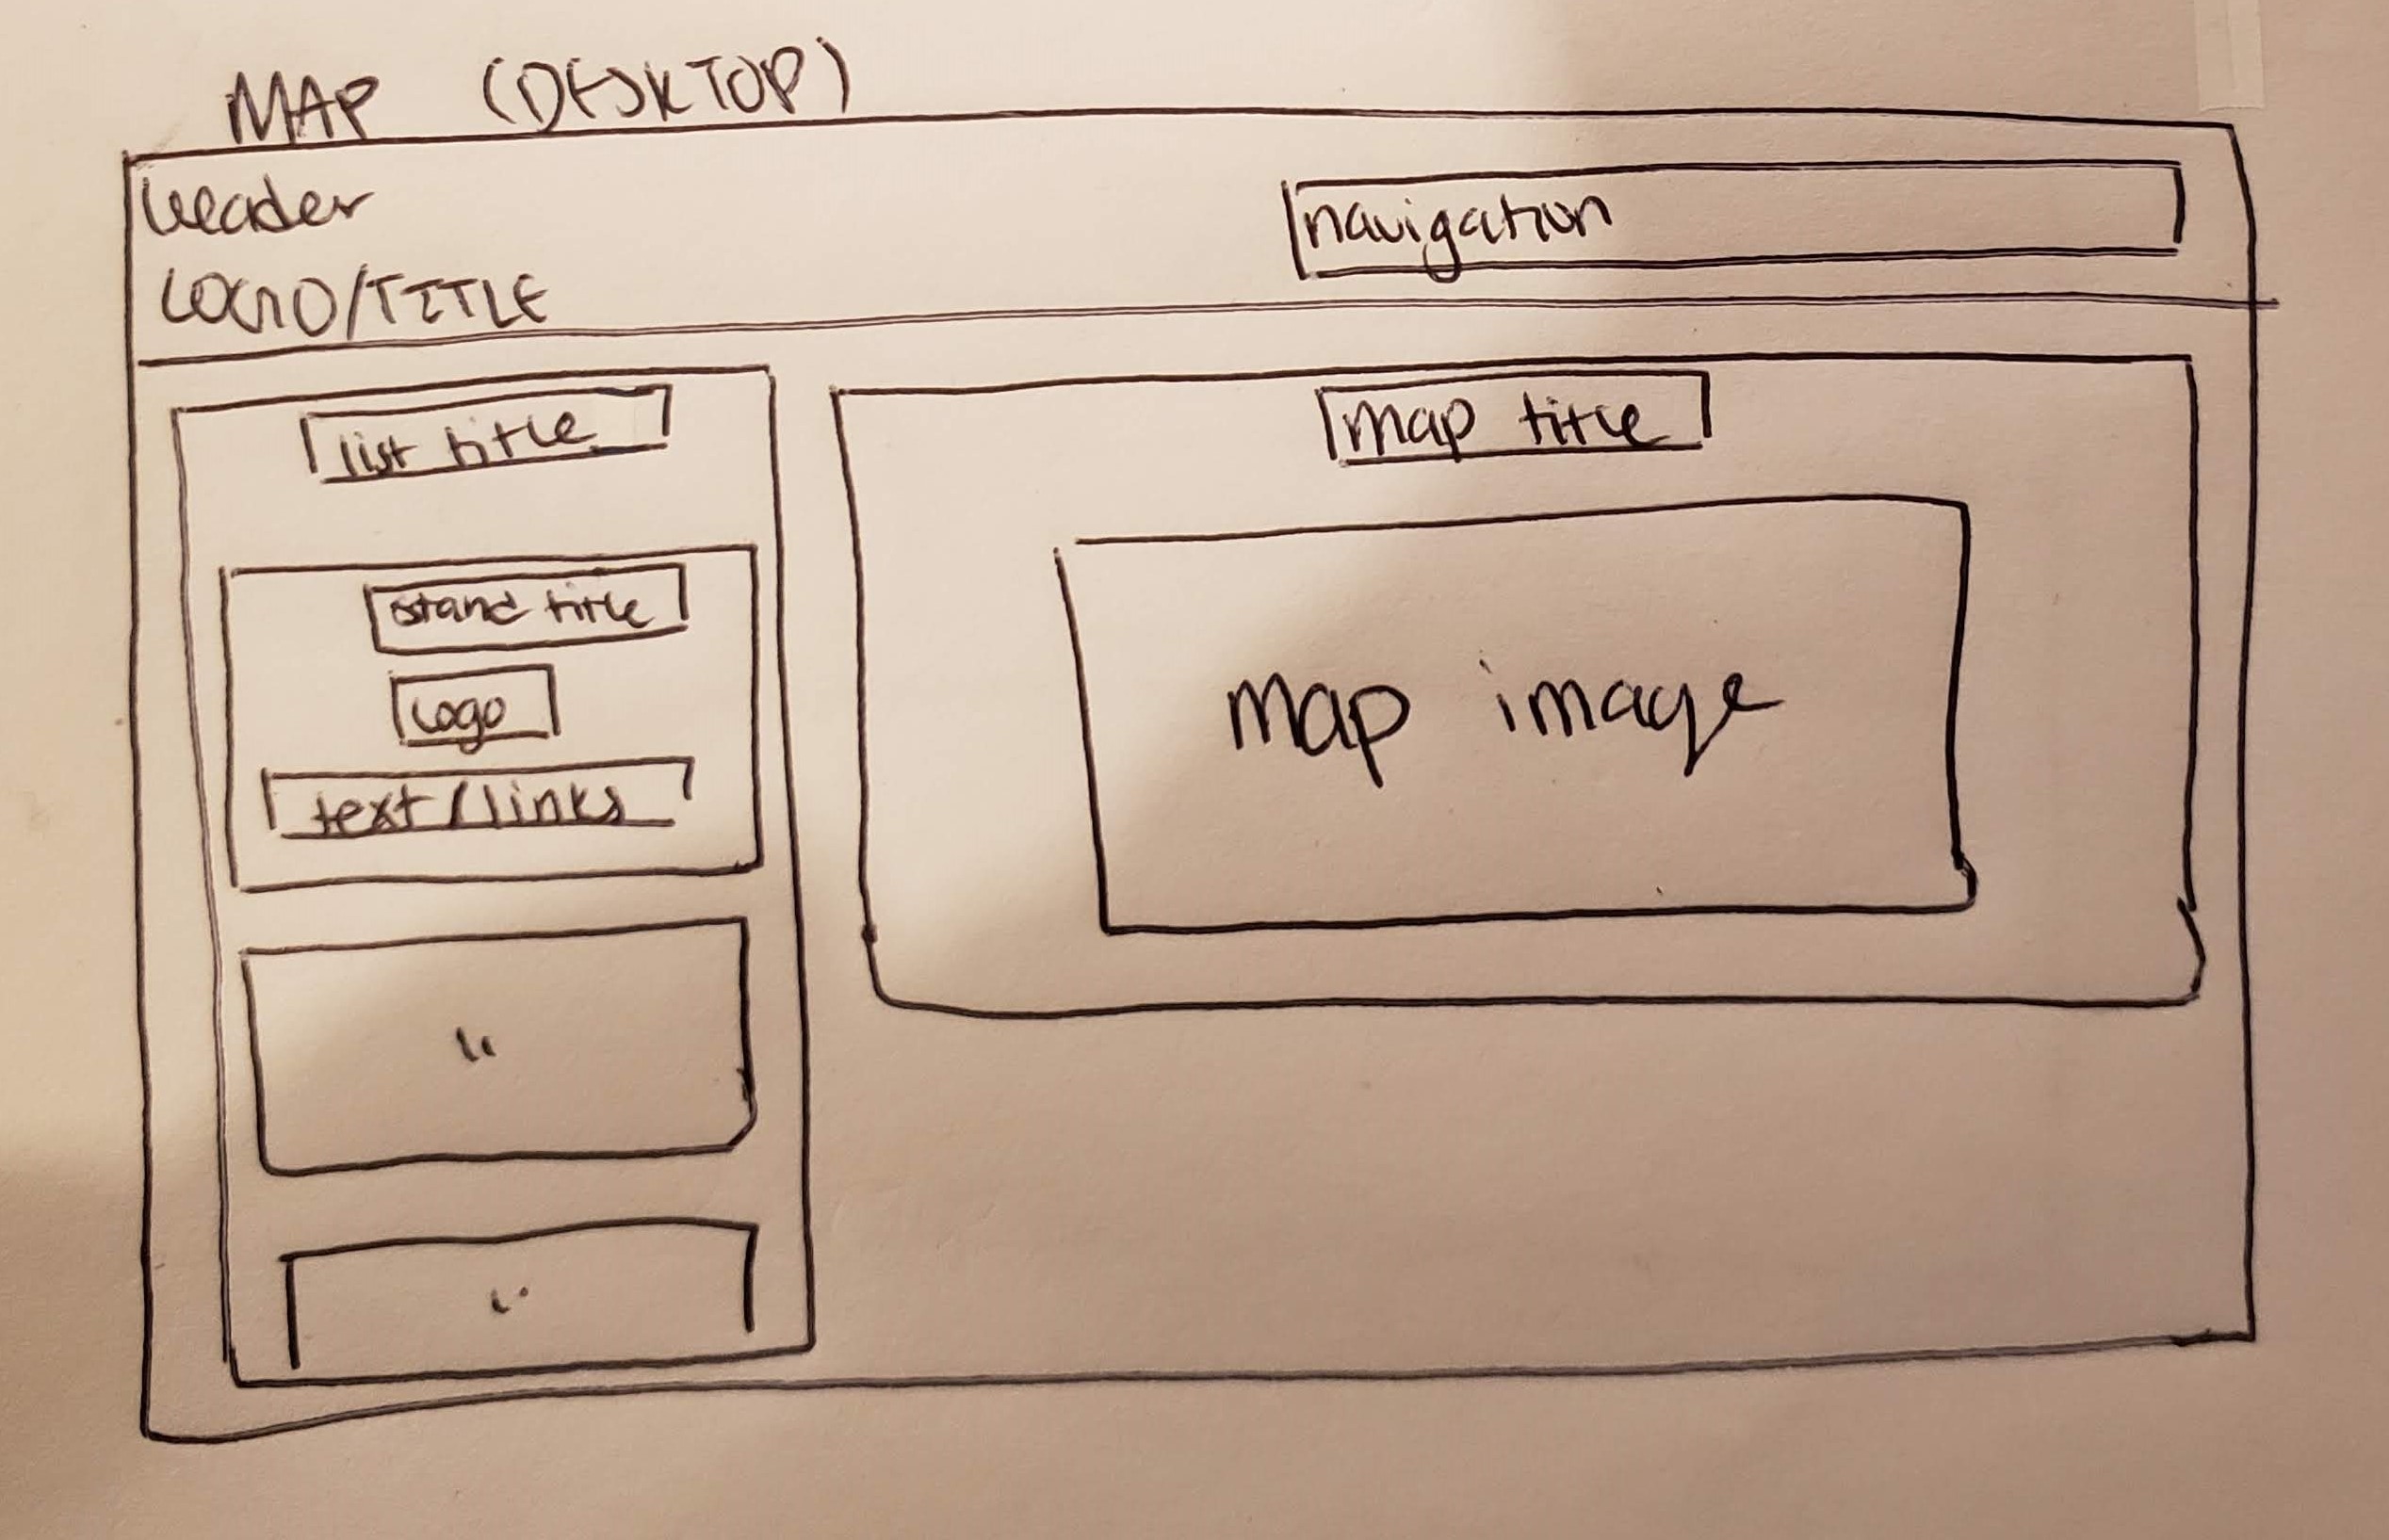 MAP (DESKTOP)
Header
navigation
LOGO/TITLE
list title
stand title
logo
text/links
"
"
map title
map image